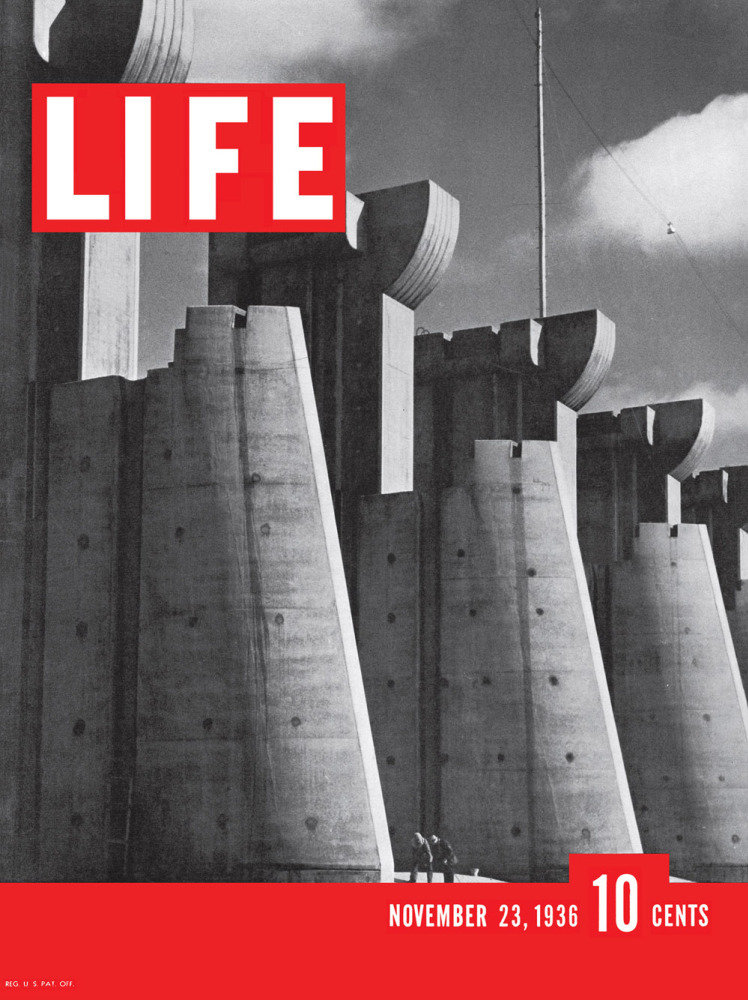 LIFE
NOVEMBER 23, 1936 10 CENTS
REG. U. S. PAT. OFF.